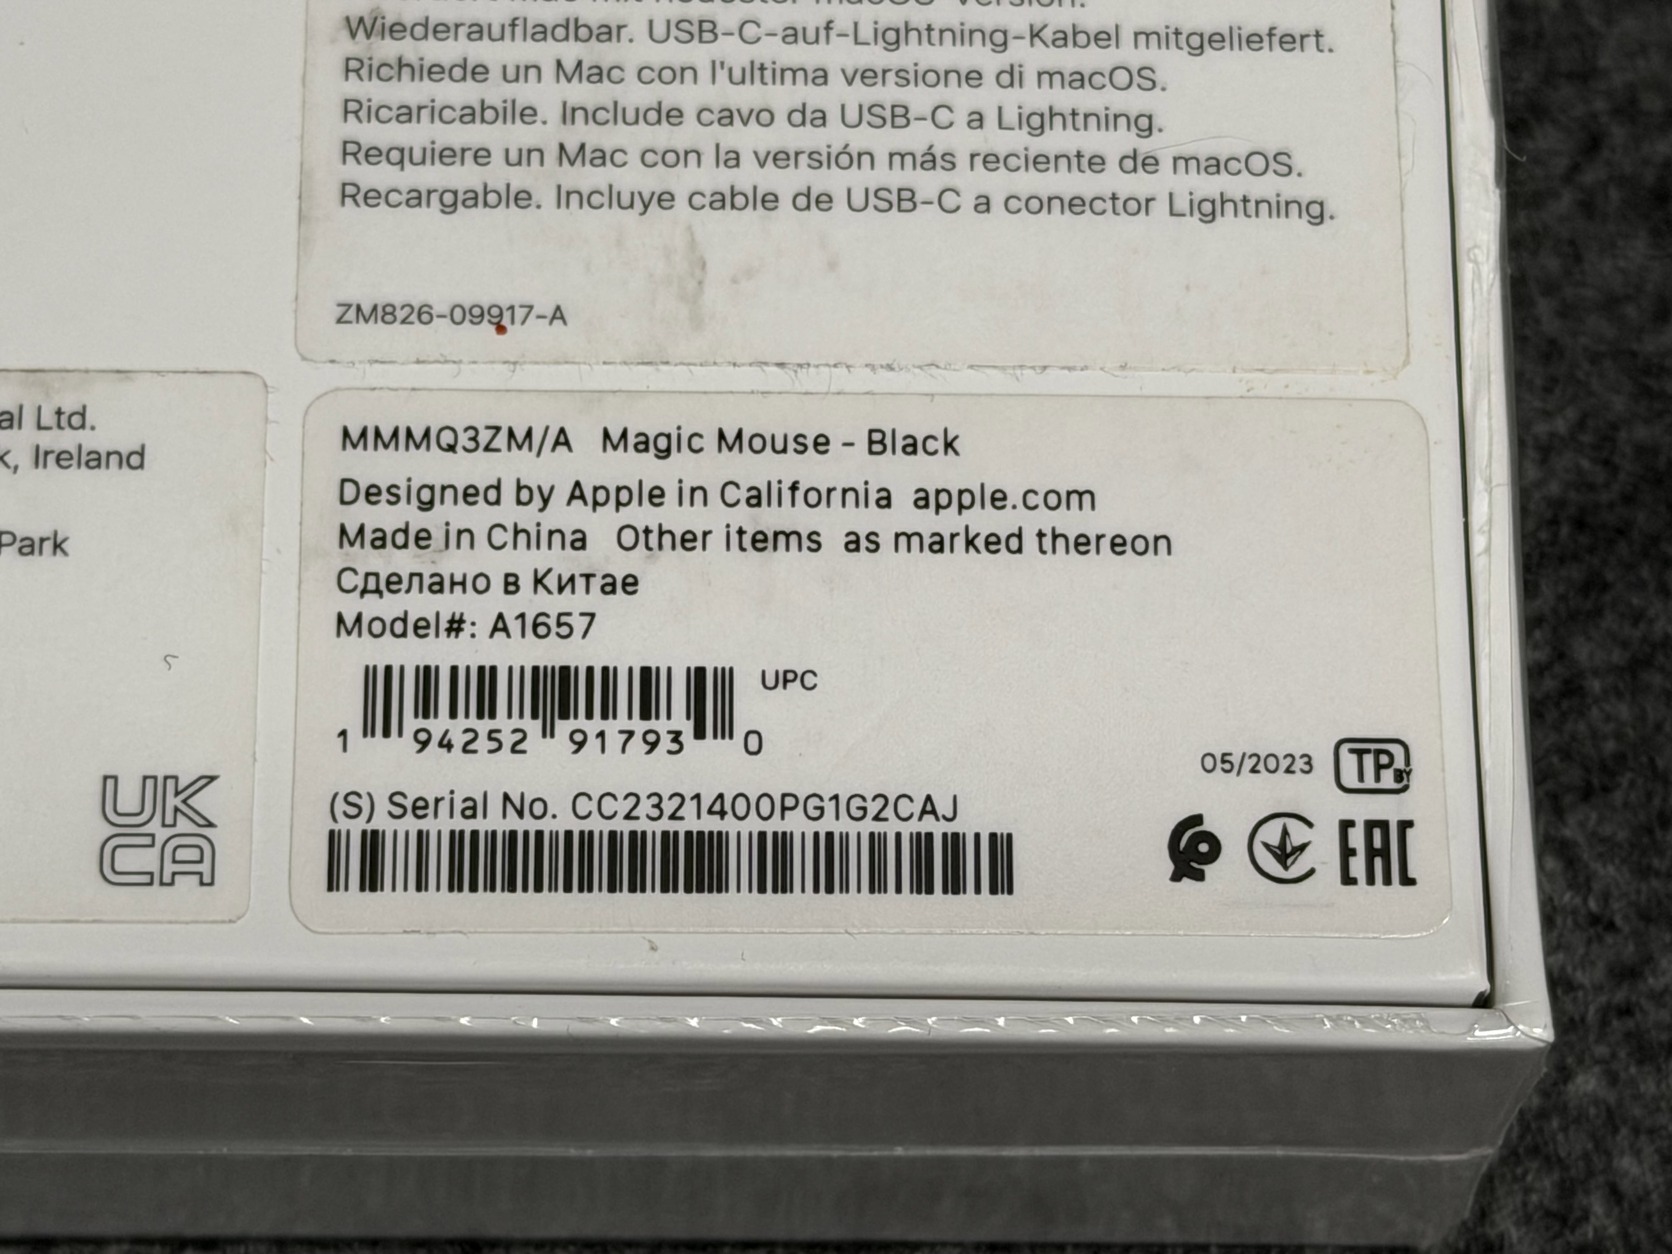 Wiederaufladbar. USB-C-auf-Lightning-Kabel mitgeliefert.
Richiede un Mac con l'ultima versione di macOS.
Ricaricabile. Include cavo da USB-C a Lightning.
Requiere un Mac con la versión más reciente de macOS.
Recargable. Incluye cable de USB-C a conector Lightning.
ZM826-09917-A
al Ltd.
k, Ireland
Park
UK
CA
MMMQ3ZM/A Magic Mouse - Black
Designed by Apple in California apple.com
Made in China Other items as marked thereon
Сделано в Китае
Model#: A1657
UPC
1 94252 91793 0
(S) Serial No. CC2321400PG1G2CAJ
05/2023 TP BY
EAC